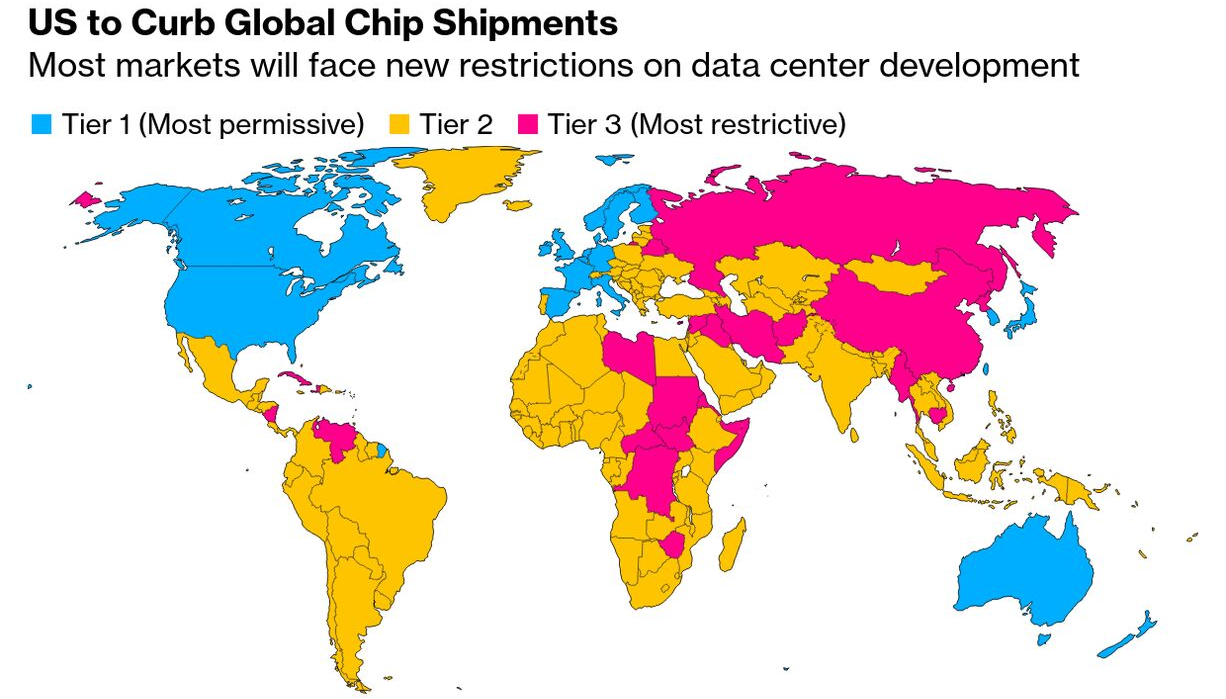 US to Curb Global Chip Shipments
Most markets will face new restrictions on data center development
Tier 1 (Most permissive) Tier 2 Tier 3 (Most restrictive)